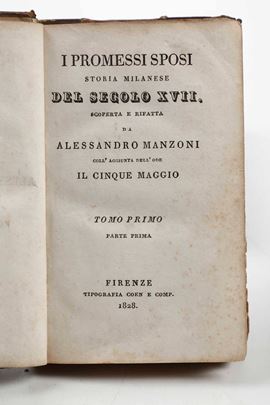 I PROMESSI SPOSI
STORIA MILANESE
DEL SECOLO XVII,
SCOPERTA E RIFATTA
DA
ALESSANDRO MANZONI
COLL' AGGIUNTA DELL' ODE
IL CINQUE MAGGIO
TOMO PRIMO
PARTE PRIMA
FIRENZE
TIPOGRAFIA COEN E COMP.
1828.